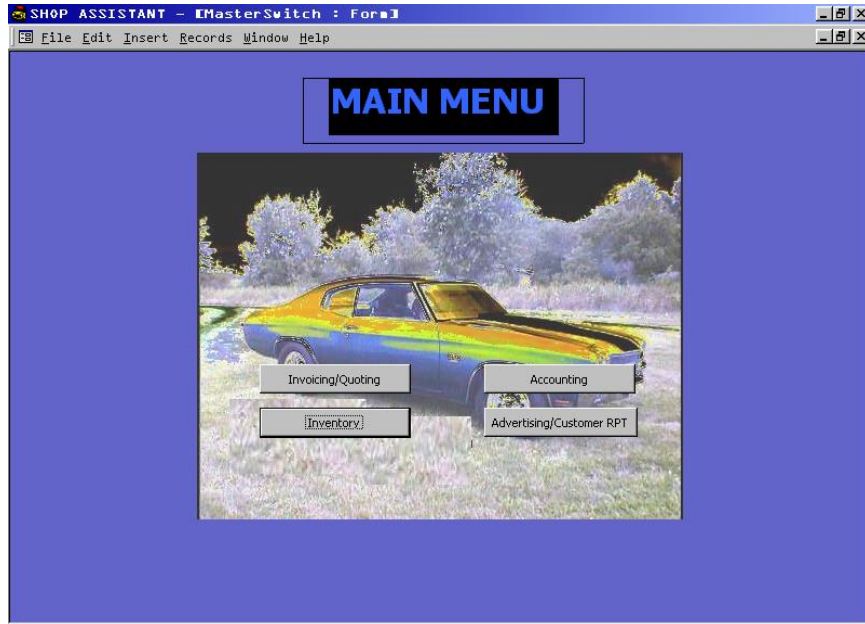 SHOP ASSISTANT - [MasterSwitch : Form]
File Edit Insert Records Window Help
MAIN MENU
Invoicing/Quoting Accounting
Inventory Advertising/Customer RPT